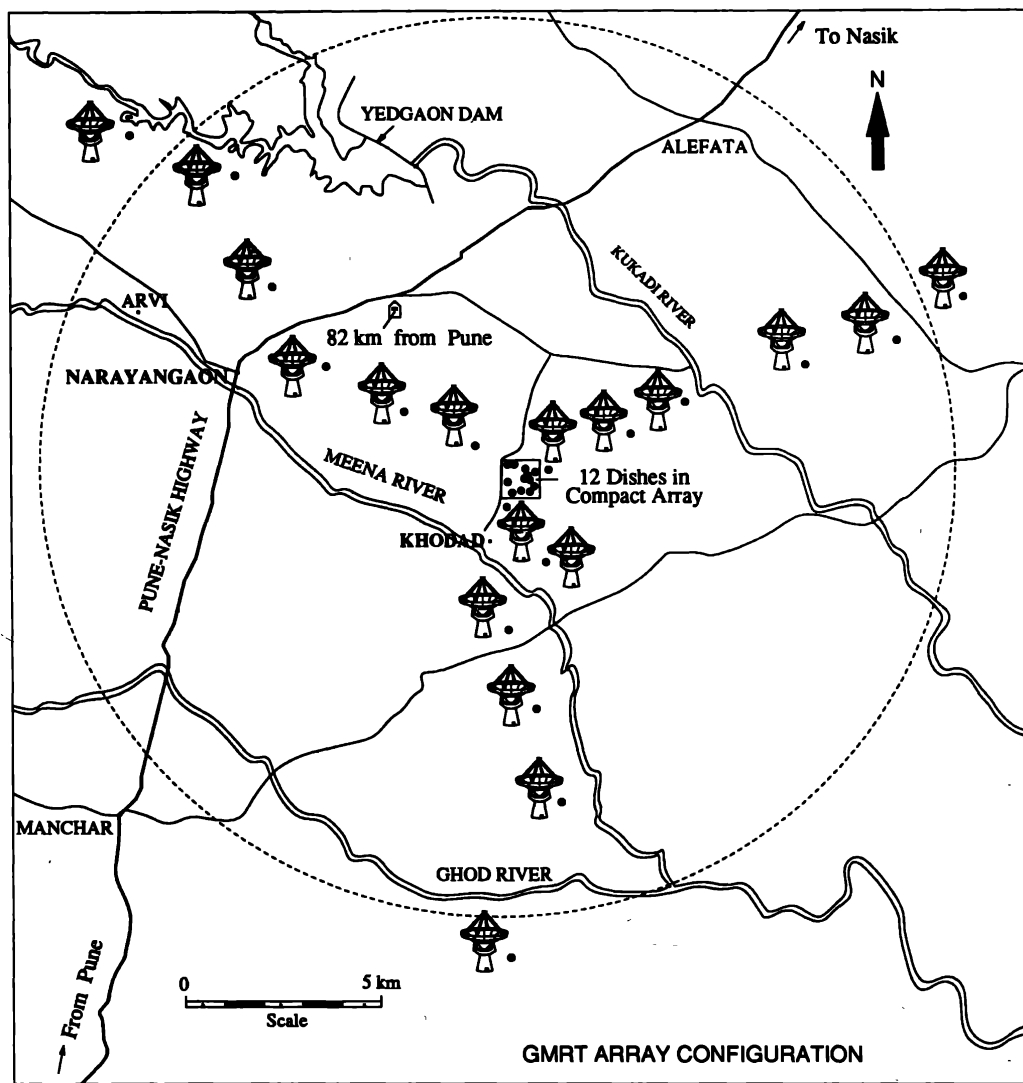 To Nasik
N
YEDGAON DAM
ALEFATA
KUKADI RIVER
ARVI
82 km from Pune
NARAYANGAON
PUNE-NASIK HIGHWAY
MEENA RIVER
12 Dishes in
Compact Array
KHODAD
MANCHAR
GHOD RIVER
From Pune
0 5 km
Scale
GMRT ARRAY CONFIGURATION